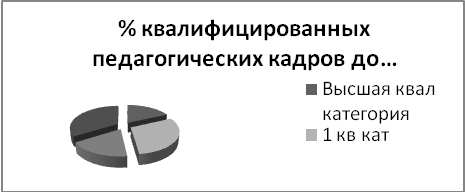 % квалифицированных
педагогических кадров до...
Высшая квал
категория
1 кв кат